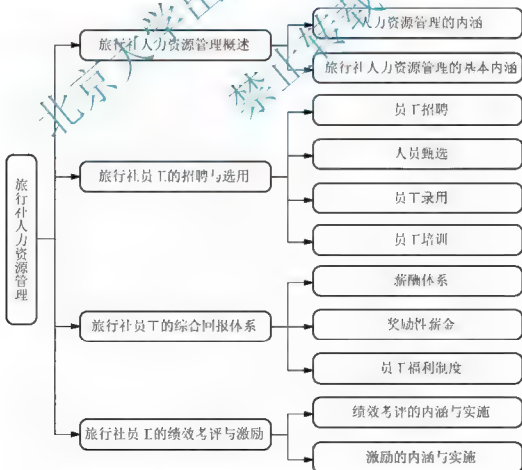 旅行社人力资源管理
旅行社人力资源管理概述
人力资源管理的内涵
旅行社人力资源管理的基本内涵
旅行社员工的招聘与选用
员工招聘
人员甄选
员工录用
员工培训
旅行社员工的综合回报体系
薪酬体系
奖励性薪金
员工福利制度
旅行社员工的绩效考评与激励
绩效考评的内涵与实施
激励的内涵与实施
北京大学出
禁止转载